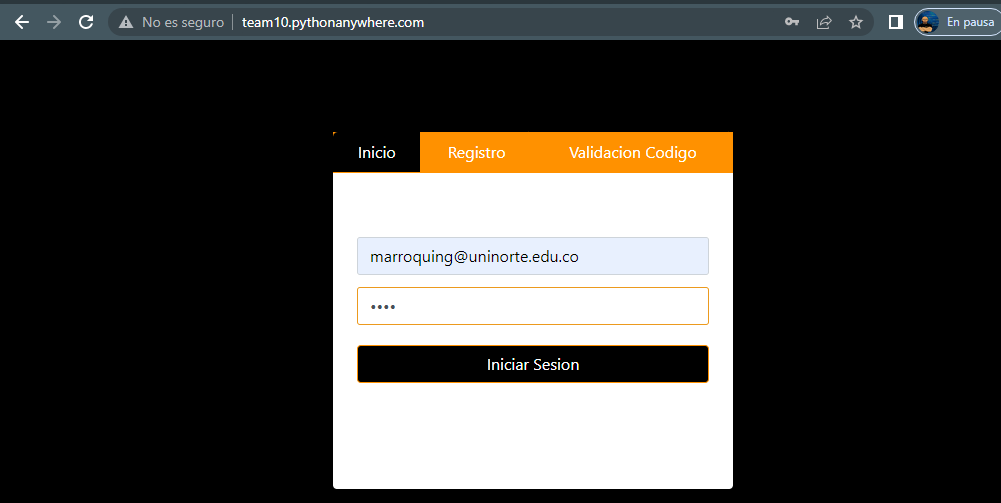 No es seguro team10.pythonanywhere.com En pausa
Inicio Registro Validacion Codigo
marroquing@uninorte.edu.co
••••
Iniciar Sesion